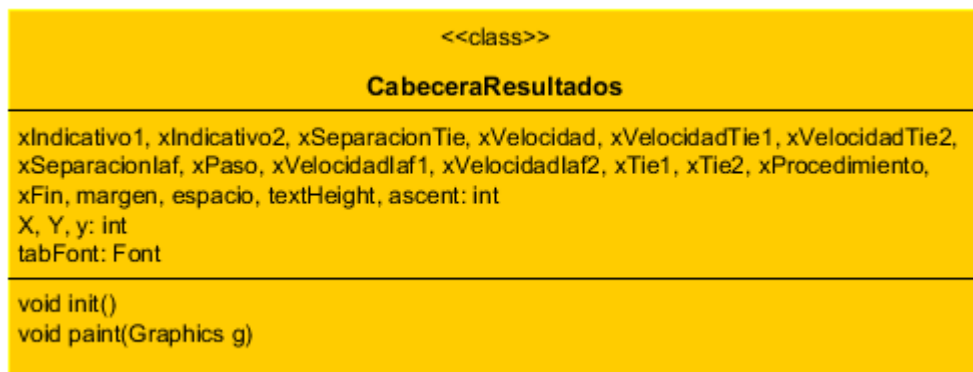 <<class>>
CabeceraResultados
xIndicativo1, xIndicativo2, xSeparacionTie, xVelocidad, xVelocidadTie1, xVelocidadTie2,
xSeparacionIaf, xPaso, xVelocidadIaf1, xVelocidadIaf2, xTie1, xTie2, xProcedimiento,
xFin, margen, espacio, textHeight, ascent: int
X, Y, y: int
tabFont: Font
void init()
void paint(Graphics g)